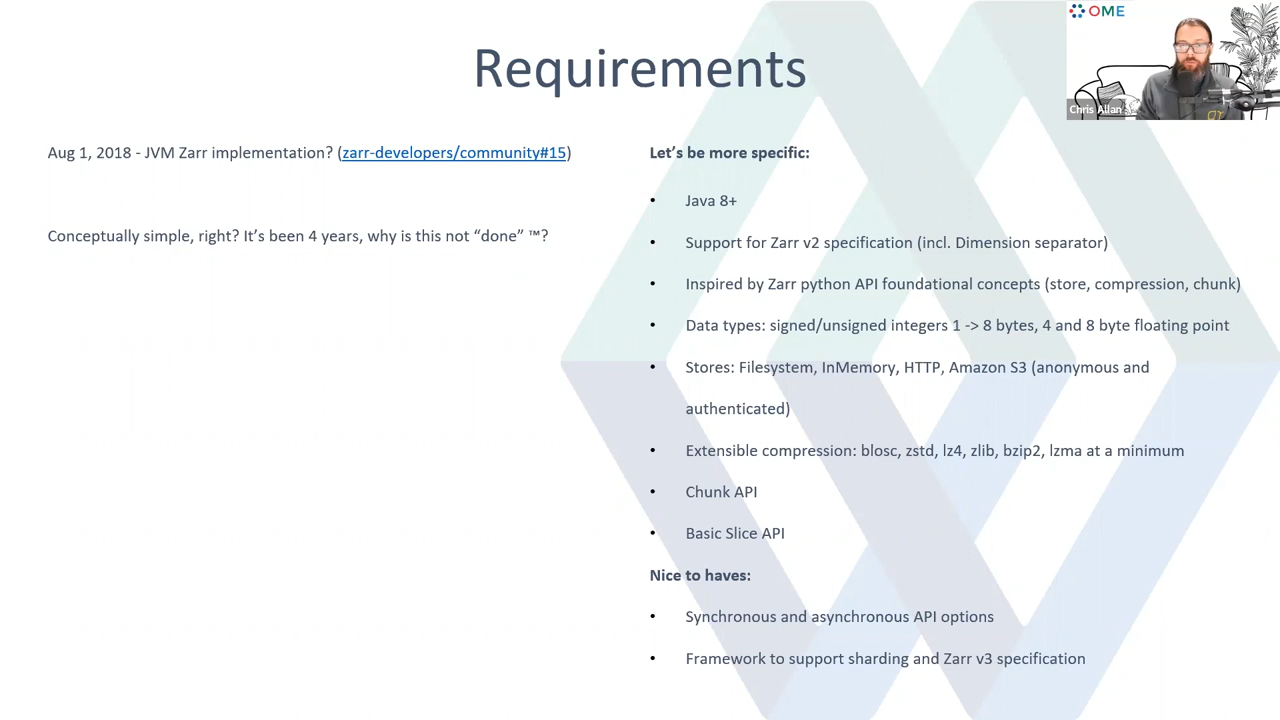 Requirements
OME
Chris Allan
Aug 1, 2018 - JVM Zarr implementation? (zarr-developers/community#15)
Conceptually simple, right? It’s been 4 years, why is this not “done” ™?
Let’s be more specific:
• Java 8+
• Support for Zarr v2 specification (incl. Dimension separator)
• Inspired by Zarr python API foundational concepts (store, compression, chunk)
• Data types: signed/unsigned integers 1 -> 8 bytes, 4 and 8 byte floating point
• Stores: Filesystem, InMemory, HTTP, Amazon S3 (anonymous and
authenticated)
• Extensible compression: blosc, zstd, lz4, zlib, bzip2, lzma at a minimum
• Chunk API
• Basic Slice API
Nice to haves:
• Synchronous and asynchronous API options
• Framework to support sharding and Zarr v3 specification